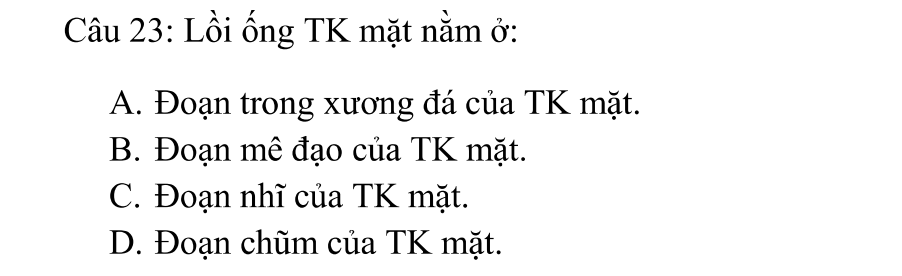 Câu 23: Lồi ống TK mặt nằm ở:
A. Đoạn trong xương đá của TK mặt.
B. Đoạn mê đạo của TK mặt.
C. Đoạn nhĩ của TK mặt.
D. Đoạn chũm của TK mặt.